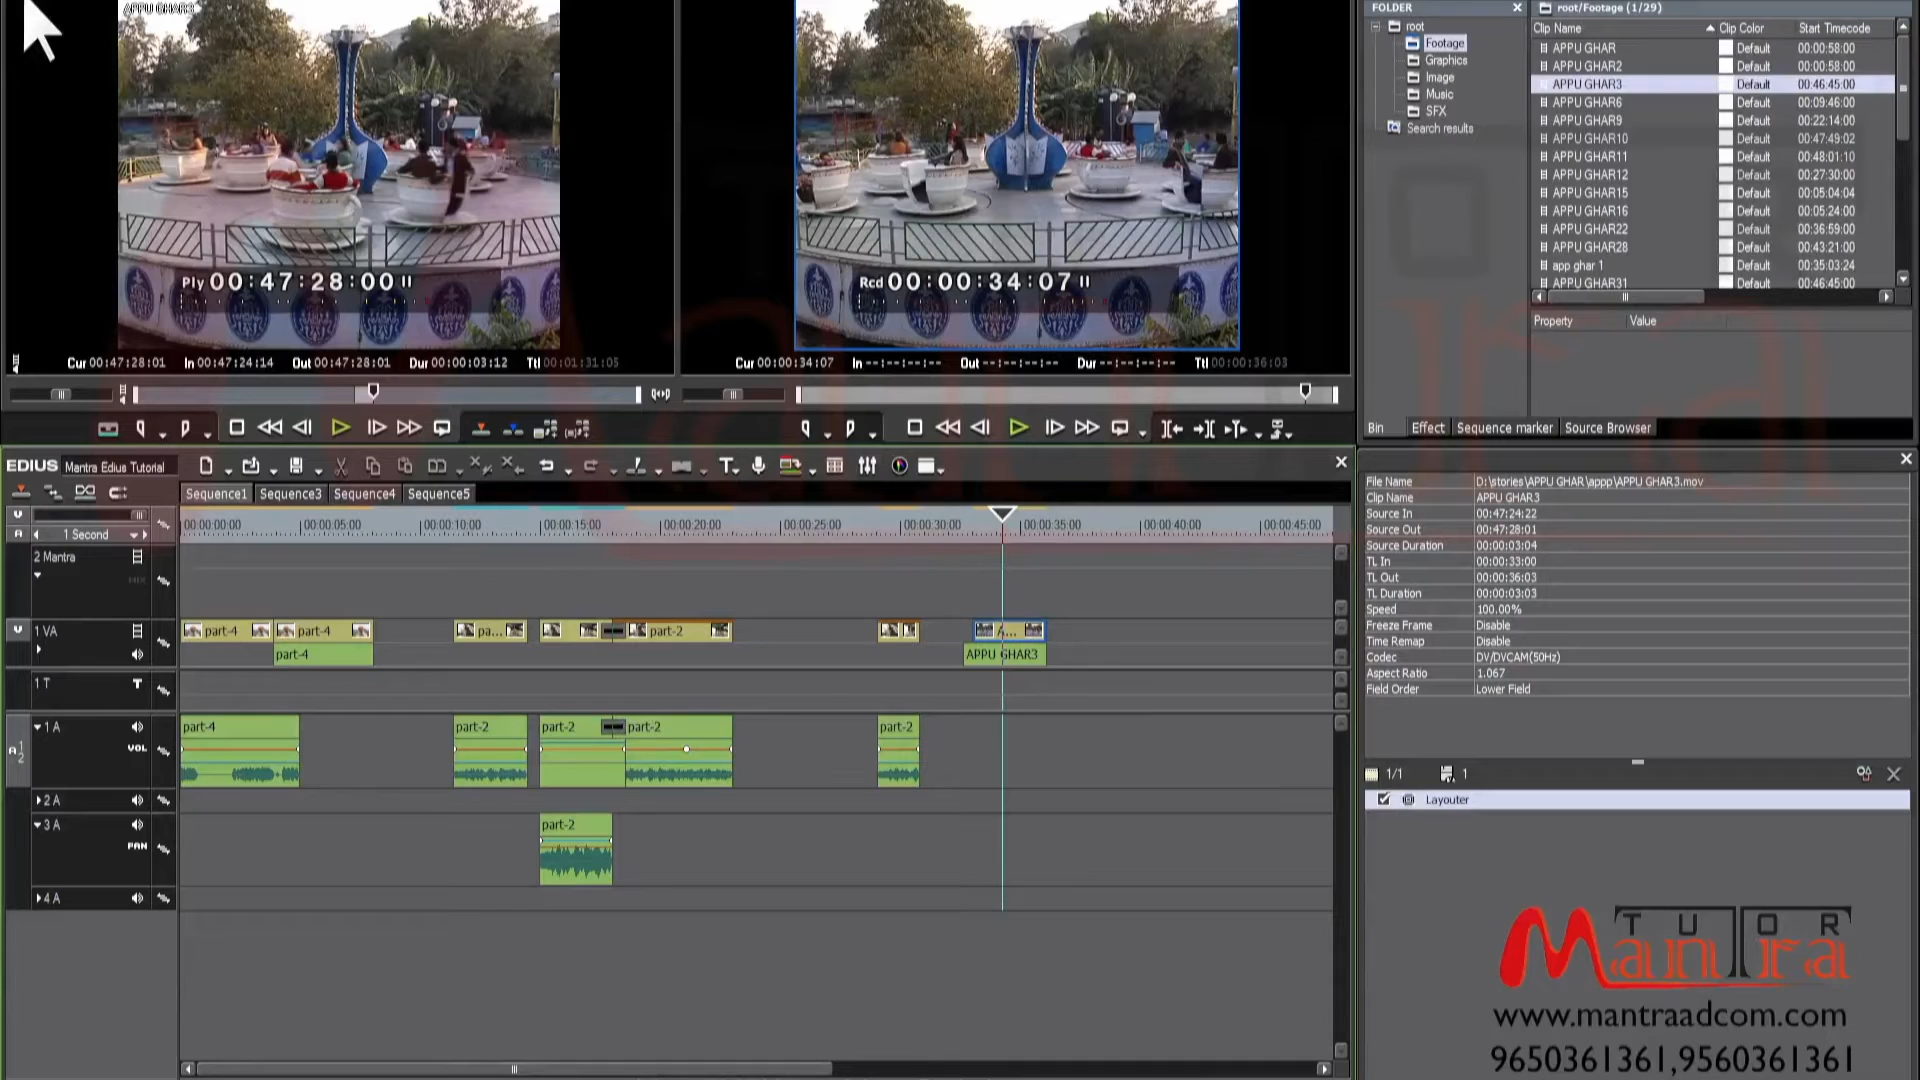 APPU GHAR3
Ply 00:47:28:00
Cur 00:47:28:01 In 00:47:24:14 Out 00:47:28:01 Dur 00:00:03:12 Ttl 00:01:31:05
Rcd 00:00:34:07
Cur 00:00:34:07 In --:--:--:-- Out --:--:--:-- Dur --:--:--:-- Ttl 00:00:36:03
FOLDER
root
Footage
Graphics
Image
Music
SFX
Search results
root/Footage (1/29)
Clip Name Clip Color Start Timecode
APPU GHAR Default 00:00:58:00
APPU GHAR2 Default 00:00:58:00
APPU GHAR3 Default 00:46:45:00
APPU GHAR6 Default 00:09:46:00
APPU GHAR9 Default 00:22:14:00
APPU GHAR10 Default 00:47:49:02
APPU GHAR11 Default 00:48:01:10
APPU GHAR12 Default 00:27:30:00
APPU GHAR15 Default 00:05:04:04
APPU GHAR16 Default 00:05:24:00
APPU GHAR22 Default 00:36:59:00
APPU GHAR28 Default 00:43:21:00
app ghar 1 Default 00:35:03:24
APPU GHAR31 Default 00:46:45:00
Property Value
Bin Effect Sequence marker Source Browser
EDIUS Mantra Edius Tutorial
Sequence1 Sequence3 Sequence4 Sequence5
00:00:00:00 00:00:05:00 00:00:10:00 00:00:15:00 00:00:20:00 00:00:25:00 00:00:30:00 00:00:35:00 00:00:40:00 00:00:45:00
A 1 Second
2 Mantra
MIX
1 VA part-4 part-4 pa... part-2 A...
part-4 APPU GHAR3
1 T T
1 A part-4 part-2 part-2 part-2 part-2
A 1 2 VOL
2 A
3 A part-2
PAN
4 A
File Name D:\stories\APPU GHAR\appp\APPU GHAR3.mov
Clip Name APPU GHAR3
Source In 00:47:24:22
Source Out 00:47:28:01
Source Duration 00:00:03:04
TL In 00:00:33:00
TL Out 00:00:36:03
TL Duration 00:00:03:03
Speed 100.00%
Freeze Frame Disable
Time Remap Disable
Codec DV/DVCAM(50Hz)
Aspect Ratio 1.067
Field Order Lower Field
1/1 1
Layouter
TUTOR
Mantra
www.mantraadcom.com
9650361361,9560361361